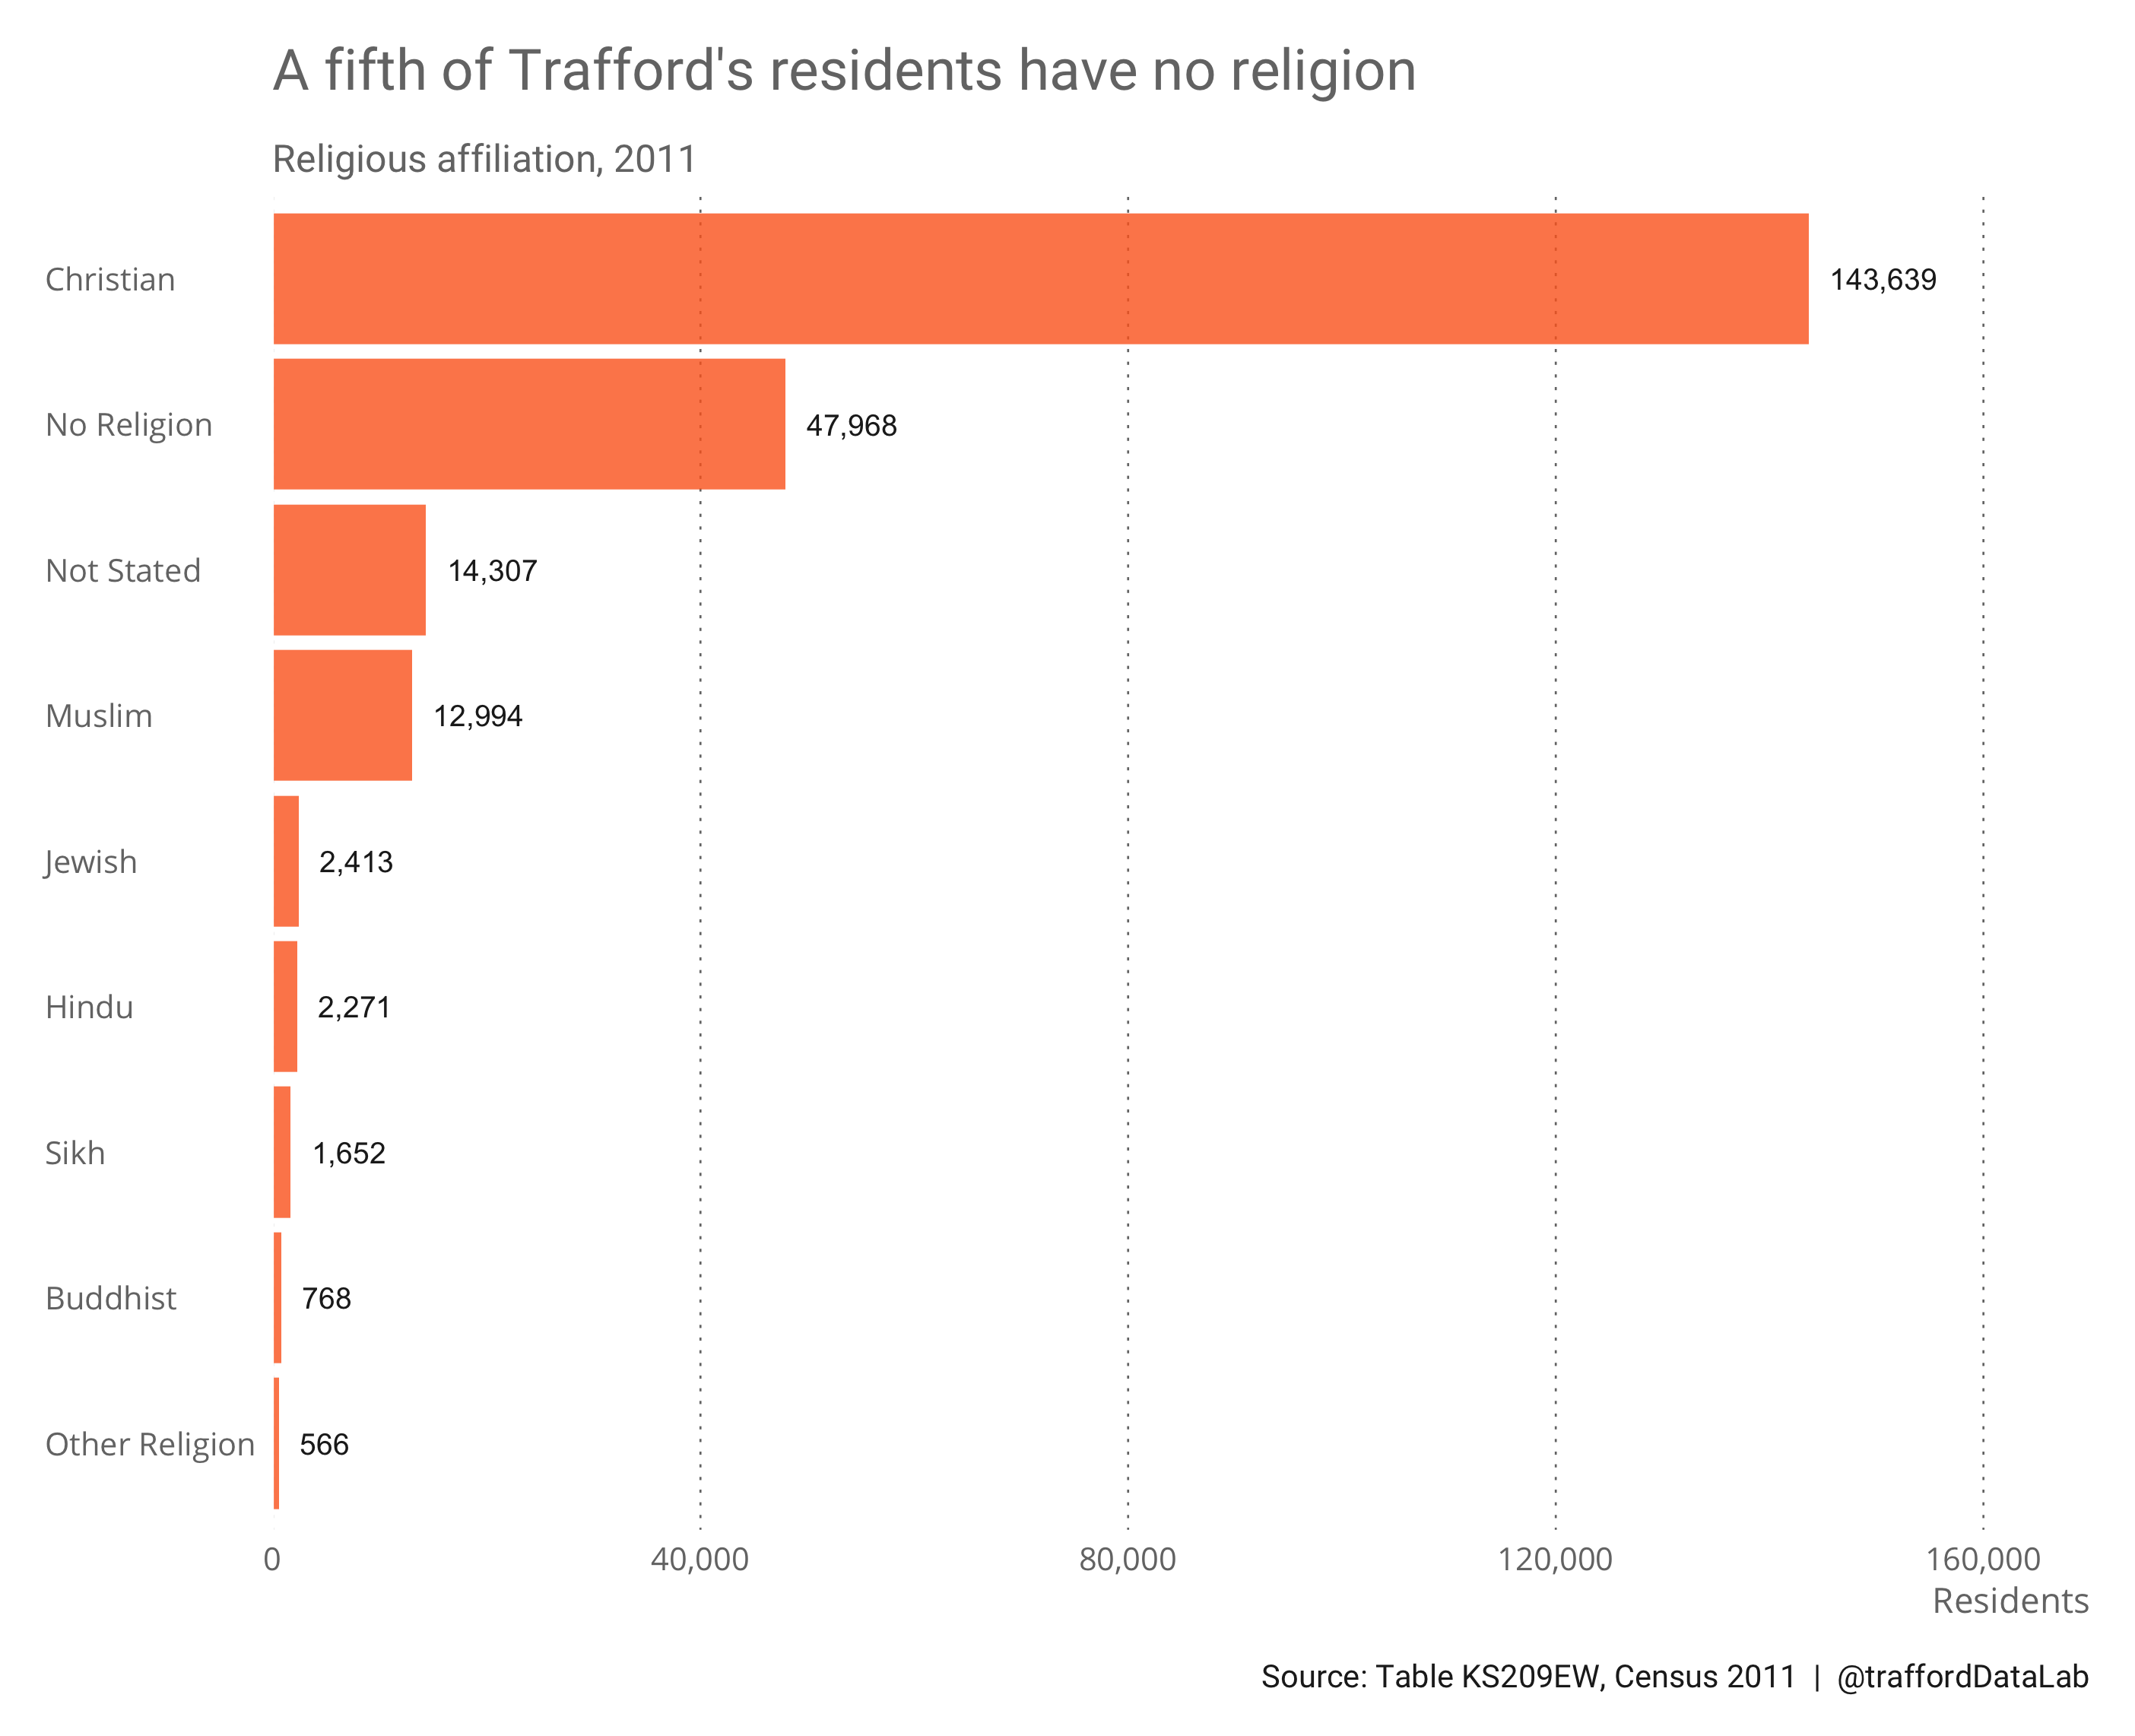 A fifth of Trafford's residents have no religion
Religious affiliation, 2011
Christian 143,639
No Religion 47,968
Not Stated 14,307
Muslim 12,994
Jewish 2,413
Hindu 2,271
Sikh 1,652
Buddhist 768
Other Religion 566
0 40,000 80,000 120,000 160,000
Residents
Source: Table KS209EW, Census 2011 | @traffordDataLab